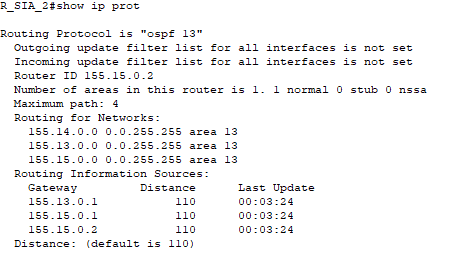 R_SIA_2#show ip prot
Routing Protocol is "ospf 13"
Outgoing update filter list for all interfaces is not set
Incoming update filter list for all interfaces is not set
Router ID 155.15.0.2
Number of areas in this router is 1. 1 normal 0 stub 0 nssa
Maximum path: 4
Routing for Networks:
155.14.0.0 0.0.255.255 area 13
155.13.0.0 0.0.255.255 area 13
155.15.0.0 0.0.255.255 area 13
Routing Information Sources:
Gateway Distance Last Update
155.13.0.1 110 00:03:24
155.15.0.1 110 00:03:24
155.15.0.2 110 00:03:24
Distance: (default is 110)